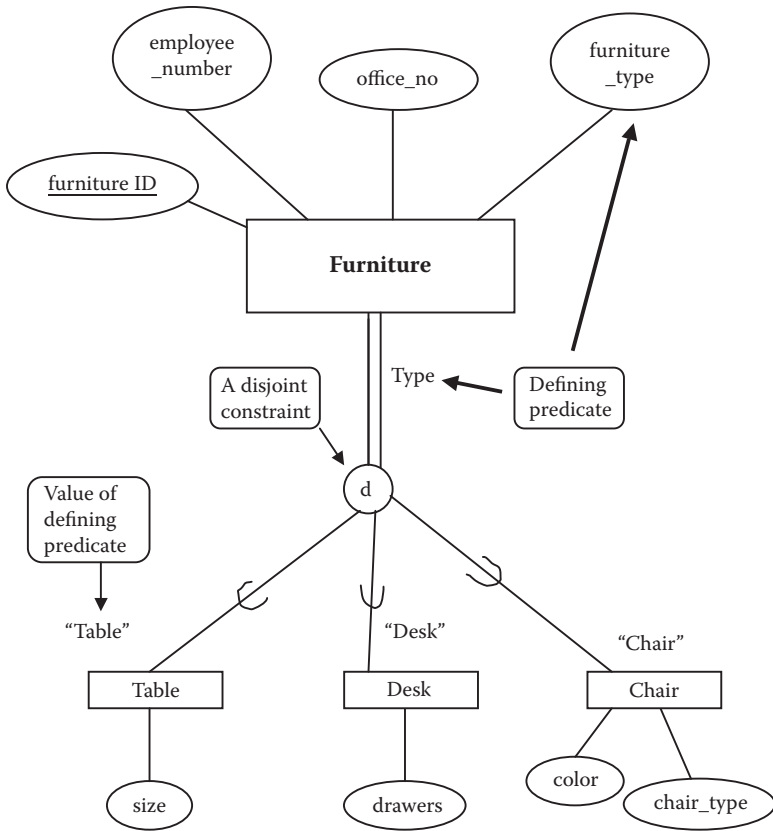 employee
_number
office_no
furniture
_type
furniture ID
Furniture
A disjoint
constraint
Type
Defining
predicate
d
Value of
defining
predicate
“Table”
“Desk”
“Chair”
Table
Desk
Chair
size
drawers
color
chair_type